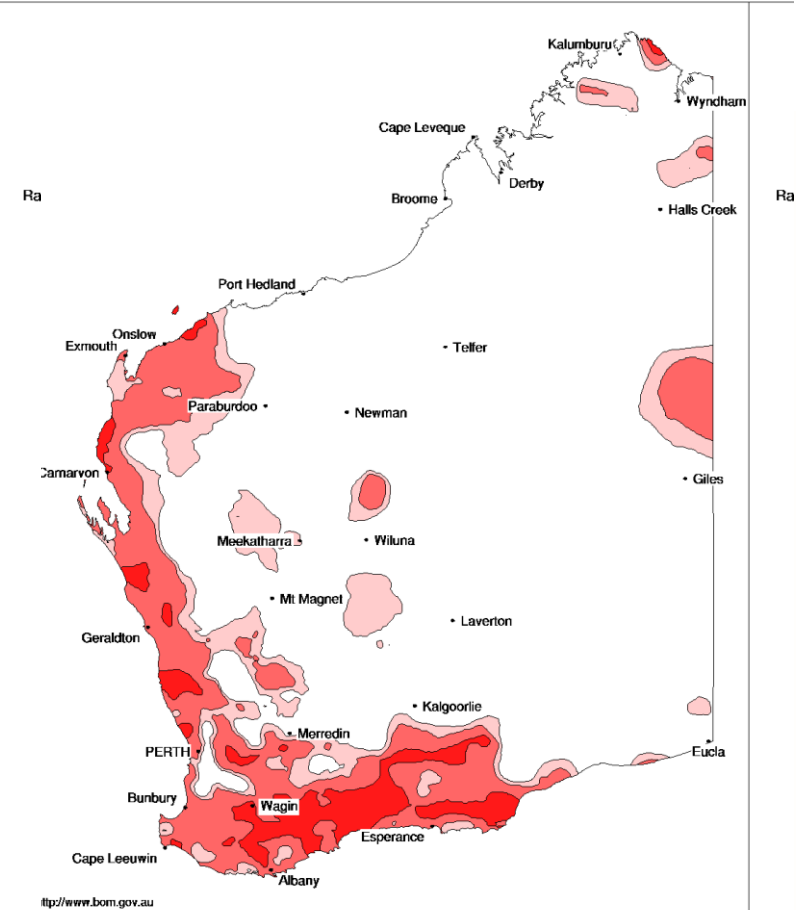 Kalumburu
Wyndham
Cape Leveque
Derby
Ra
Ra
Broome
Halls Creek
Port Hedland
Onslow
Exmouth
Telfer
Paraburdoo
Newman
Carnarvon
Giles
Meekatharra
Wiluna
Mt Magnet
Laverton
Geraldton
Kalgoorlie
Merredin
PERTH
Eucla
Bunbury
Wagin
Esperance
Cape Leeuwin
Albany
ttp://www.bom.gov.au